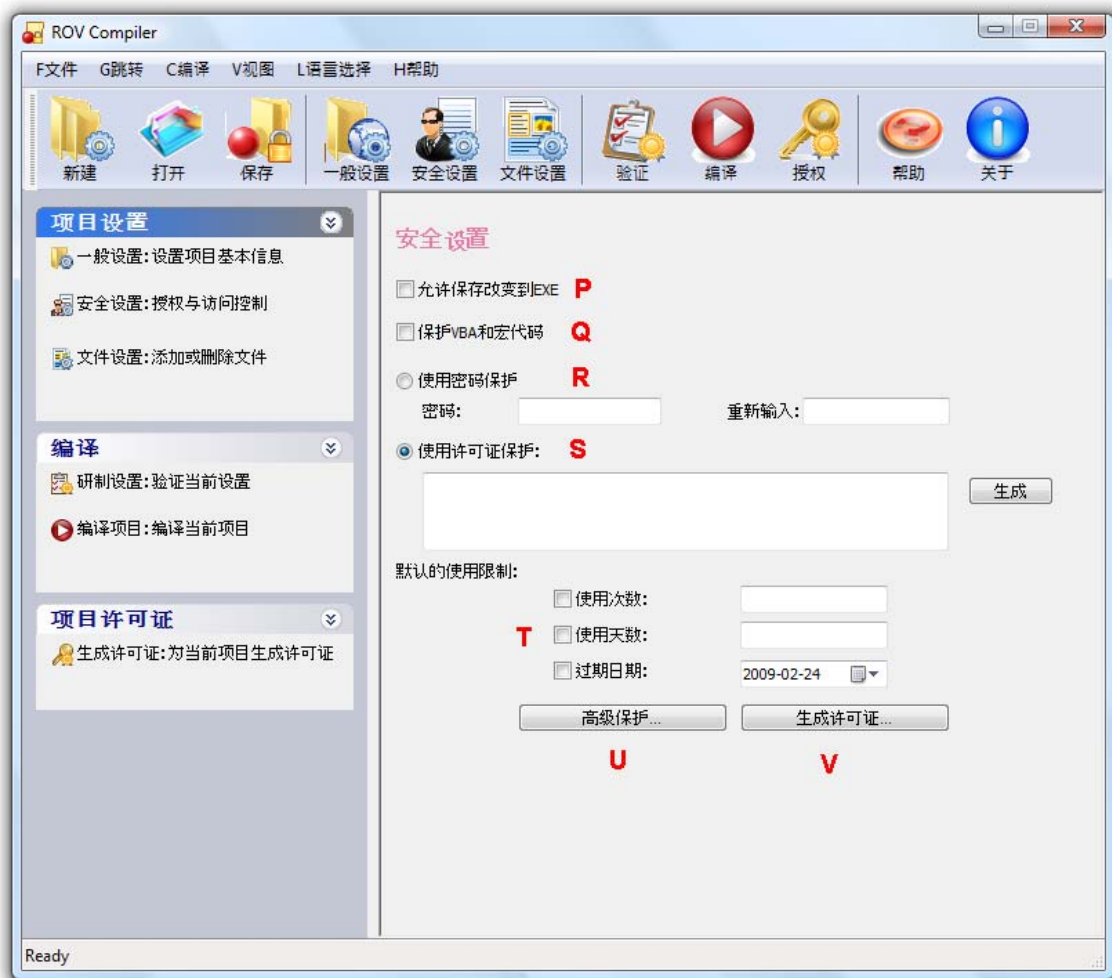 ROV Compiler
F文件 G跳转 C编译 V视图 L语言选择 H帮助
新建 打开 保存 一般设置 安全设置 文件设置 验证 编译 授权 帮助 关于
项目设置
一般设置:设置项目基本信息
安全设置:授权与访问控制
文件设置:添加或删除文件
编译
研制设置:验证当前设置
编译项目:编译当前项目
项目许可证
生成许可证:为当前项目生成许可证
安全设置
允许保存改变到EXE P
保护VBA和宏代码 Q
使用密码保护 R
密码: 重新输入:
使用许可证保护: S
生成
默认的使用限制:
使用次数:
T 使用天数:
过期日期: 2009-02-24
高级保护... 生成许可证...
U V
Ready